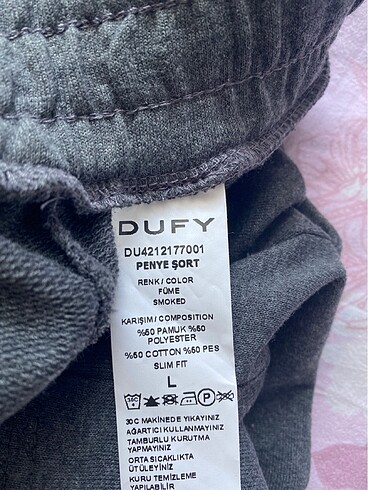 DUFY
DU4212177001
PENYE ŞORT
RENK / COLOR
FÜME
SMOKED
KARIŞIM / COMPOSITION
%50 PAMUK %50
POLYESTER
%50 COTTON %50 PES
SLIM FIT
L
30C
P
30C MAKİNEDE YIKAYINIZ
AĞARTICI KULLANMAYINIZ
TAMBURLU KURUTMA
YAPMAYINIZ
ORTA SICAKLIKTA
ÜTÜLEYİNİZ
KURU TEMİZLEME
YAPILABİLİR